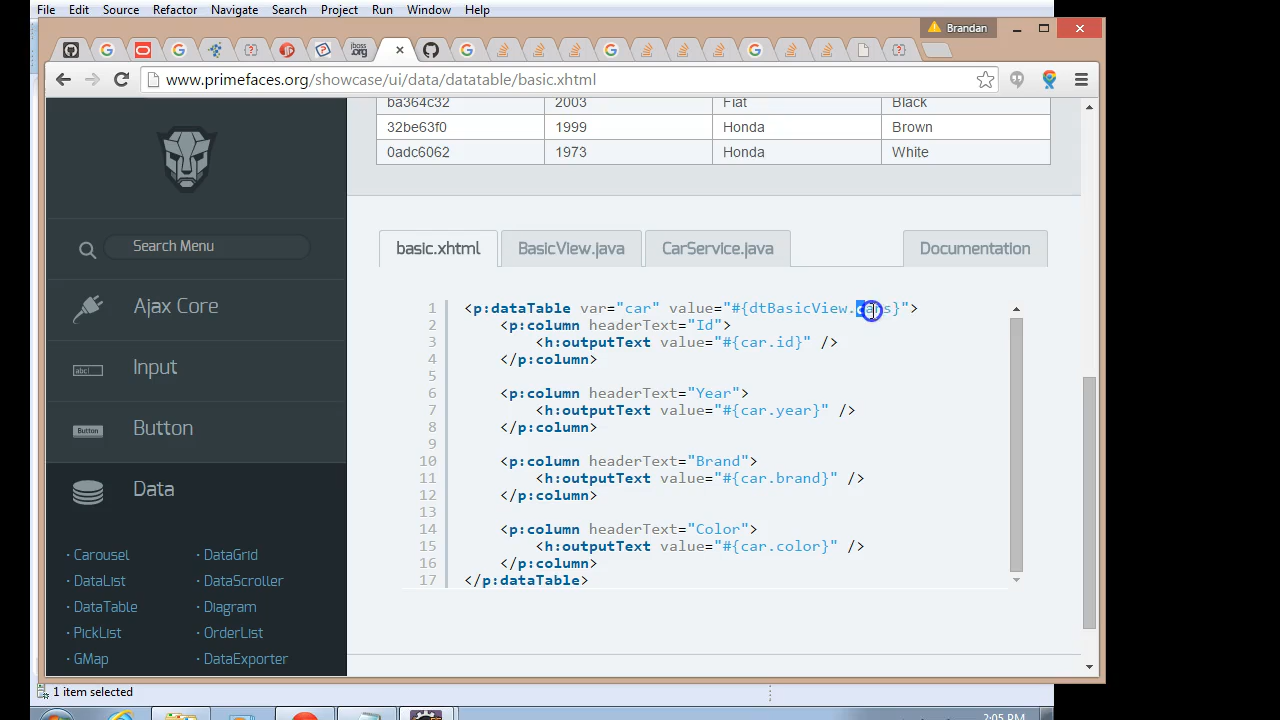 File Edit Source Refactor Navigate Search Project Run Window Help
Brandan
www.primefaces.org/showcase/ui/data/datatable/basic.xhtml
ba364c32 2003 Fiat Black
32be63f0 1999 Honda Brown
0adc6062 1973 Honda White
Search Menu
Ajax Core
Input
Button
Data
Carousel DataGrid
DataList DataScroller
DataTable Diagram
PickList OrderList
GMap DataExporter
basic.xhtml BasicView.java CarService.java Documentation
1 <p:dataTable var="car" value="#{dtBasicView.cars}">
2 <p:column headerText="Id">
3 <h:outputText value="#{car.id}" />
4 </p:column>
5
6 <p:column headerText="Year">
7 <h:outputText value="#{car.year}" />
8 </p:column>
9
10 <p:column headerText="Brand">
11 <h:outputText value="#{car.brand}" />
12 </p:column>
13
14 <p:column headerText="Color">
15 <h:outputText value="#{car.color}" />
16 </p:column>
17 </p:dataTable>
1 item selected
2:05 PM